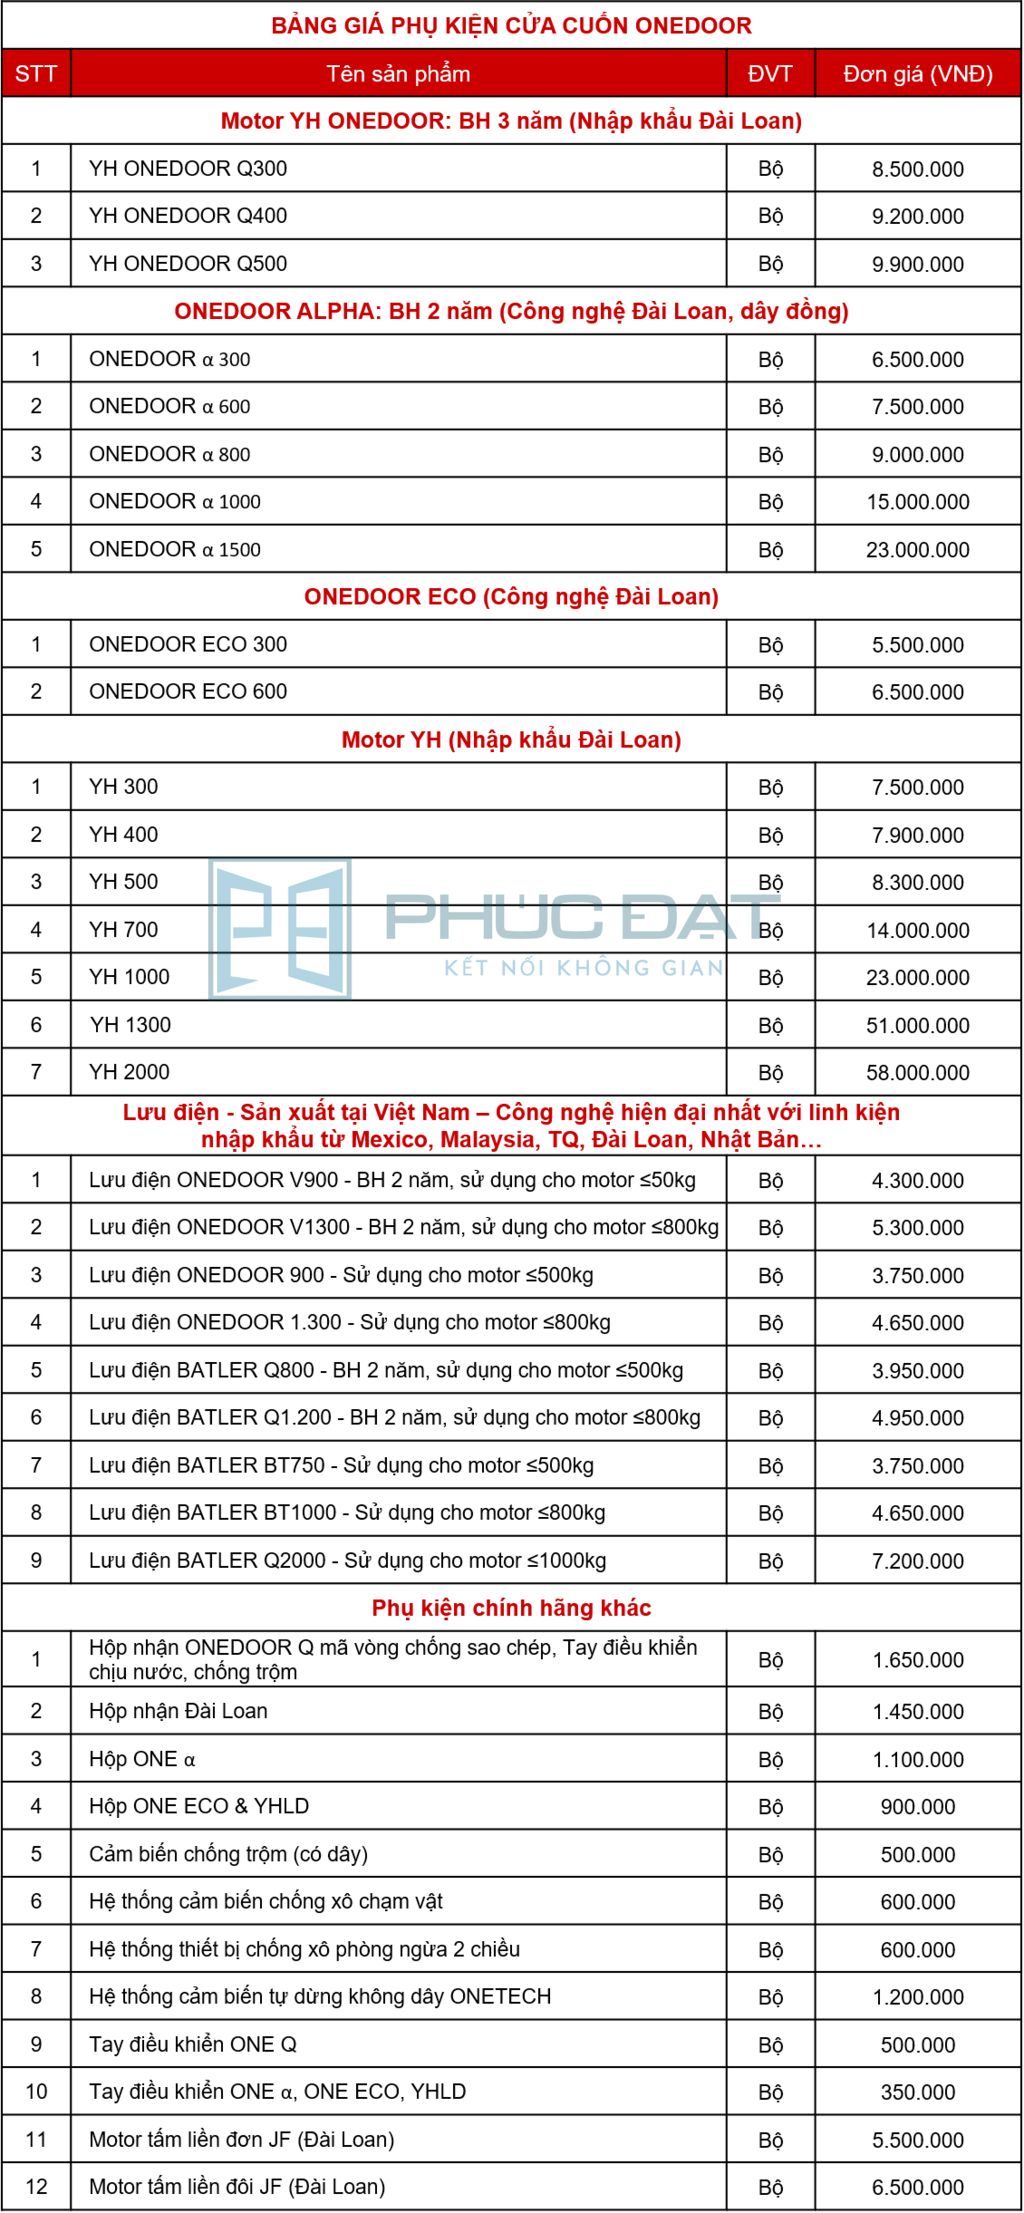 BẢNG GIÁ PHỤ KIỆN CỬA CUỐN ONEDOOR
STT Tên sản phẩm ĐVT Đơn giá (VNĐ)
Motor YH ONEDOOR: BH 3 năm (Nhập khẩu Đài Loan)
1 YH ONEDOOR Q300 Bộ 8.500.000
2 YH ONEDOOR Q400 Bộ 9.200.000
3 YH ONEDOOR Q500 Bộ 9.900.000
ONEDOOR ALPHA: BH 2 năm (Công nghệ Đài Loan, dây đồng)
1 ONEDOOR α 300 Bộ 6.500.000
2 ONEDOOR α 600 Bộ 7.500.000
3 ONEDOOR α 800 Bộ 9.000.000
4 ONEDOOR α 1000 Bộ 15.000.000
5 ONEDOOR α 1500 Bộ 23.000.000
ONEDOOR ECO (Công nghệ Đài Loan)
1 ONEDOOR ECO 300 Bộ 5.500.000
2 ONEDOOR ECO 600 Bộ 6.500.000
Motor YH (Nhập khẩu Đài Loan)
1 YH 300 Bộ 7.500.000
2 YH 400 Bộ 7.900.000
3 YH 500 Bộ 8.300.000
PHÚC ĐẠT
4 YH 700 Bộ 14.000.000
KẾT NỐI KHÔNG GIAN
5 YH 1000 Bộ 23.000.000
6 YH 1300 Bộ 51.000.000
7 YH 2000 Bộ 58.000.000
Lưu điện - Sản xuất tại Việt Nam – Công nghệ hiện đại nhất với linh kiện
nhập khẩu từ Mexico, Malaysia, TQ, Đài Loan, Nhật Bản…
1 Lưu điện ONEDOOR V900 - BH 2 năm, sử dụng cho motor ≤50kg Bộ 4.300.000
2 Lưu điện ONEDOOR V1300 - BH 2 năm, sử dụng cho motor ≤800kg Bộ 5.300.000
3 Lưu điện ONEDOOR 900 - Sử dụng cho motor ≤500kg Bộ 3.750.000
4 Lưu điện ONEDOOR 1.300 - Sử dụng cho motor ≤800kg Bộ 4.650.000
5 Lưu điện BATLER Q800 - BH 2 năm, sử dụng cho motor ≤500kg Bộ 3.950.000
6 Lưu điện BATLER Q1.200 - BH 2 năm, sử dụng cho motor ≤800kg Bộ 4.950.000
7 Lưu điện BATLER BT750 - Sử dụng cho motor ≤500kg Bộ 3.750.000
8 Lưu điện BATLER BT1000 - Sử dụng cho motor ≤800kg Bộ 4.650.000
9 Lưu điện BATLER Q2000 - Sử dụng cho motor ≤1000kg Bộ 7.200.000
Phụ kiện chính hãng khác
1 Hộp nhận ONEDOOR Q mã vòng chống sao chép, Tay điều khiển
chịu nước, chống trộm Bộ 1.650.000
2 Hộp nhận Đài Loan Bộ 1.450.000
3 Hộp ONE α Bộ 1.100.000
4 Hộp ONE ECO & YHLD Bộ 900.000
5 Cảm biến chống trộm (có dây) Bộ 500.000
6 Hệ thống cảm biến chống xô chạm vật Bộ 600.000
7 Hệ thống thiết bị chống xô phòng ngừa 2 chiều Bộ 600.000
8 Hệ thống cảm biến tự dừng không dây ONETECH Bộ 1.200.000
9 Tay điều khiển ONE Q Bộ 500.000
10 Tay điều khiển ONE α, ONE ECO, YHLD Bộ 350.000
11 Motor tấm liền đơn JF (Đài Loan) Bộ 5.500.000
12 Motor tấm liền đôi JF (Đài Loan) Bộ 6.500.000